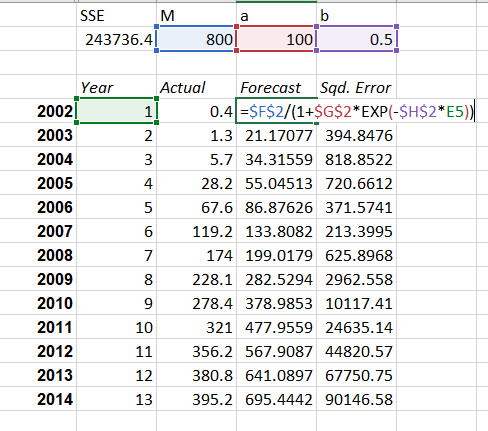 SSE M a b
243736.4 800 100 0.5
Year Actual Forecast Sqd. Error
2002 1 0.4 =$F$2/(1+$G$2*EXP(-$H$2*E5))
2003 2 1.3 21.17077 394.8476
2004 3 5.7 34.31559 818.8522
2005 4 28.2 55.04513 720.6612
2006 5 67.6 86.87626 371.5741
2007 6 119.2 133.8082 213.3995
2008 7 174 199.0179 625.8968
2009 8 228.1 282.5294 2962.558
2010 9 278.4 378.9853 10117.41
2011 10 321 477.9559 24635.14
2012 11 356.2 567.9087 44820.57
2013 12 380.8 641.0897 67750.75
2014 13 395.2 695.4442 90146.58